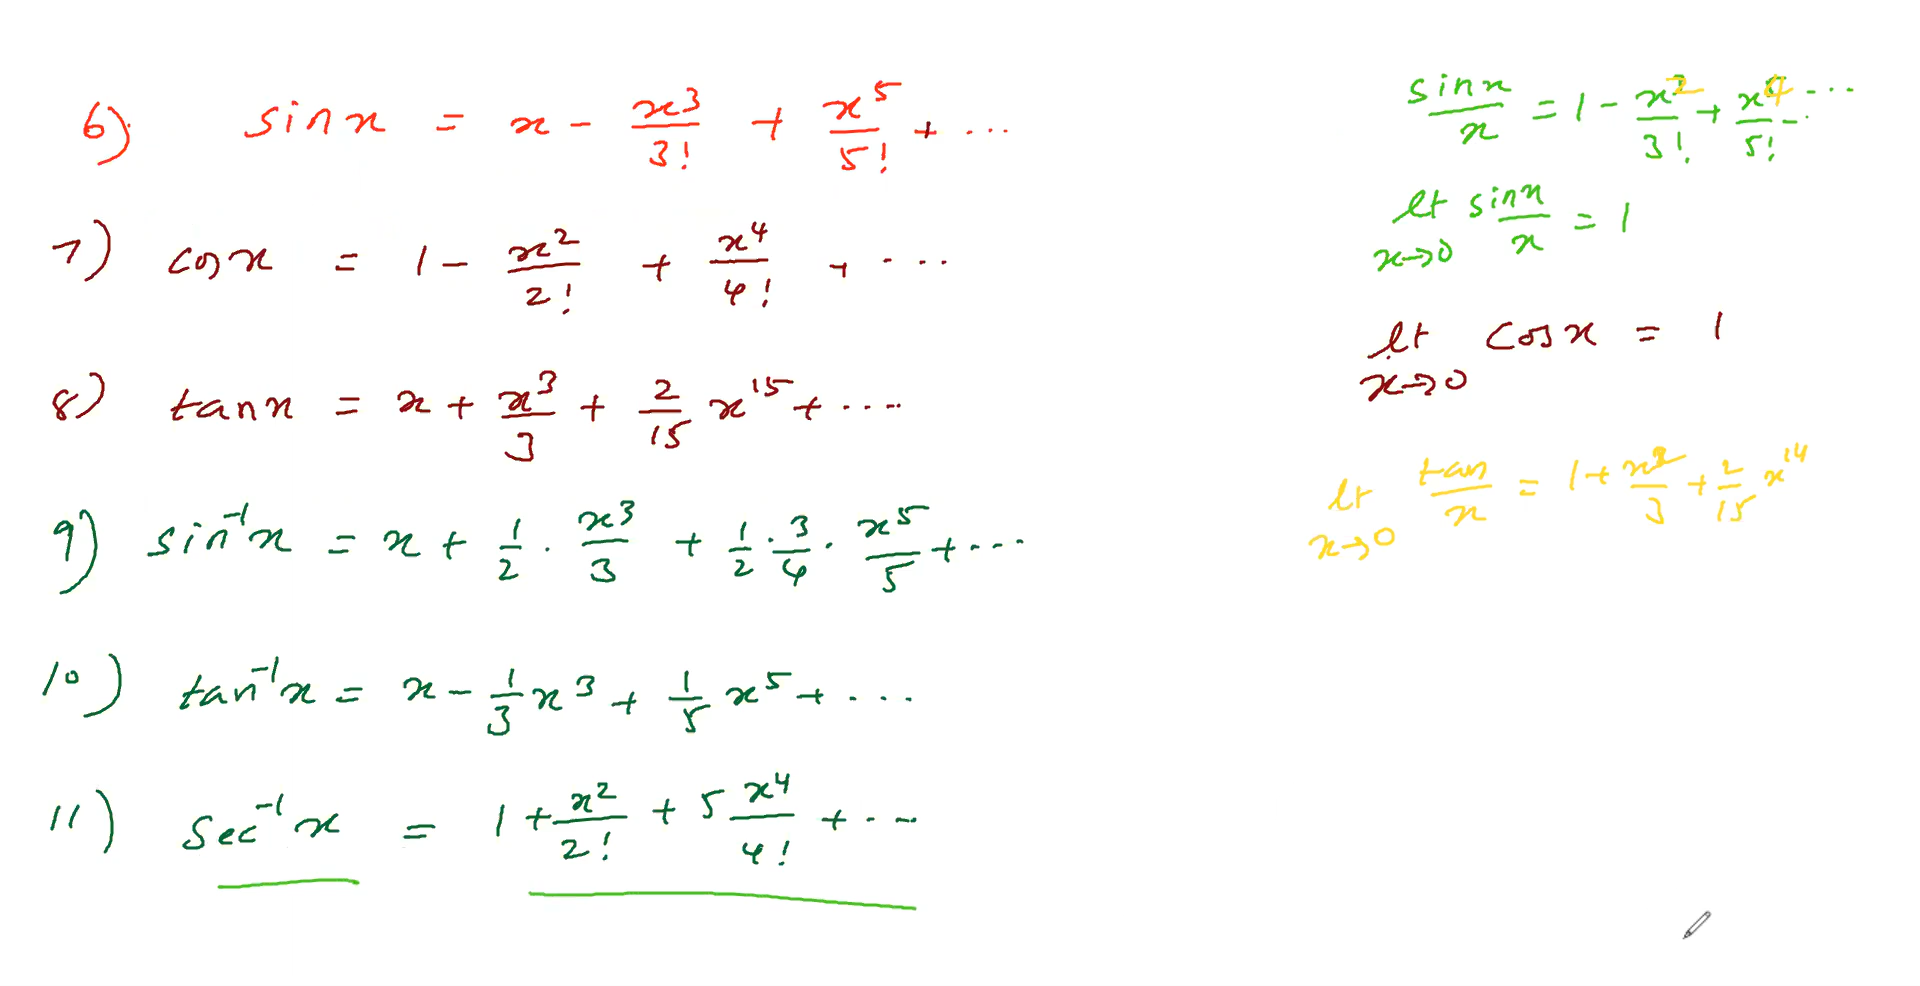 6) sin x = x - x³/3! + x⁵/5! + ...
7) cos x = 1 - x²/2! + x⁴/4! + ...
8) tan x = x + x³/3 + 2/15 x¹⁵ + ....
9) sin⁻¹x = x + 1/2 · x³/3 + 1/2 · 3/4 · x⁵/5 + ...
10) tan⁻¹x = x - 1/3 x³ + 1/5 x⁵ + ...
11) Sec⁻¹x = 1 + x²/2! + 5 x⁴/4! + ...
sin x/x = 1 - x²/3! + x⁴/5! - ...
lt x→0 sin x/x = 1
lt x→0 cos x = 1
lt x→0 tan/x = 1 + x²/3 + 2/15 x¹⁴